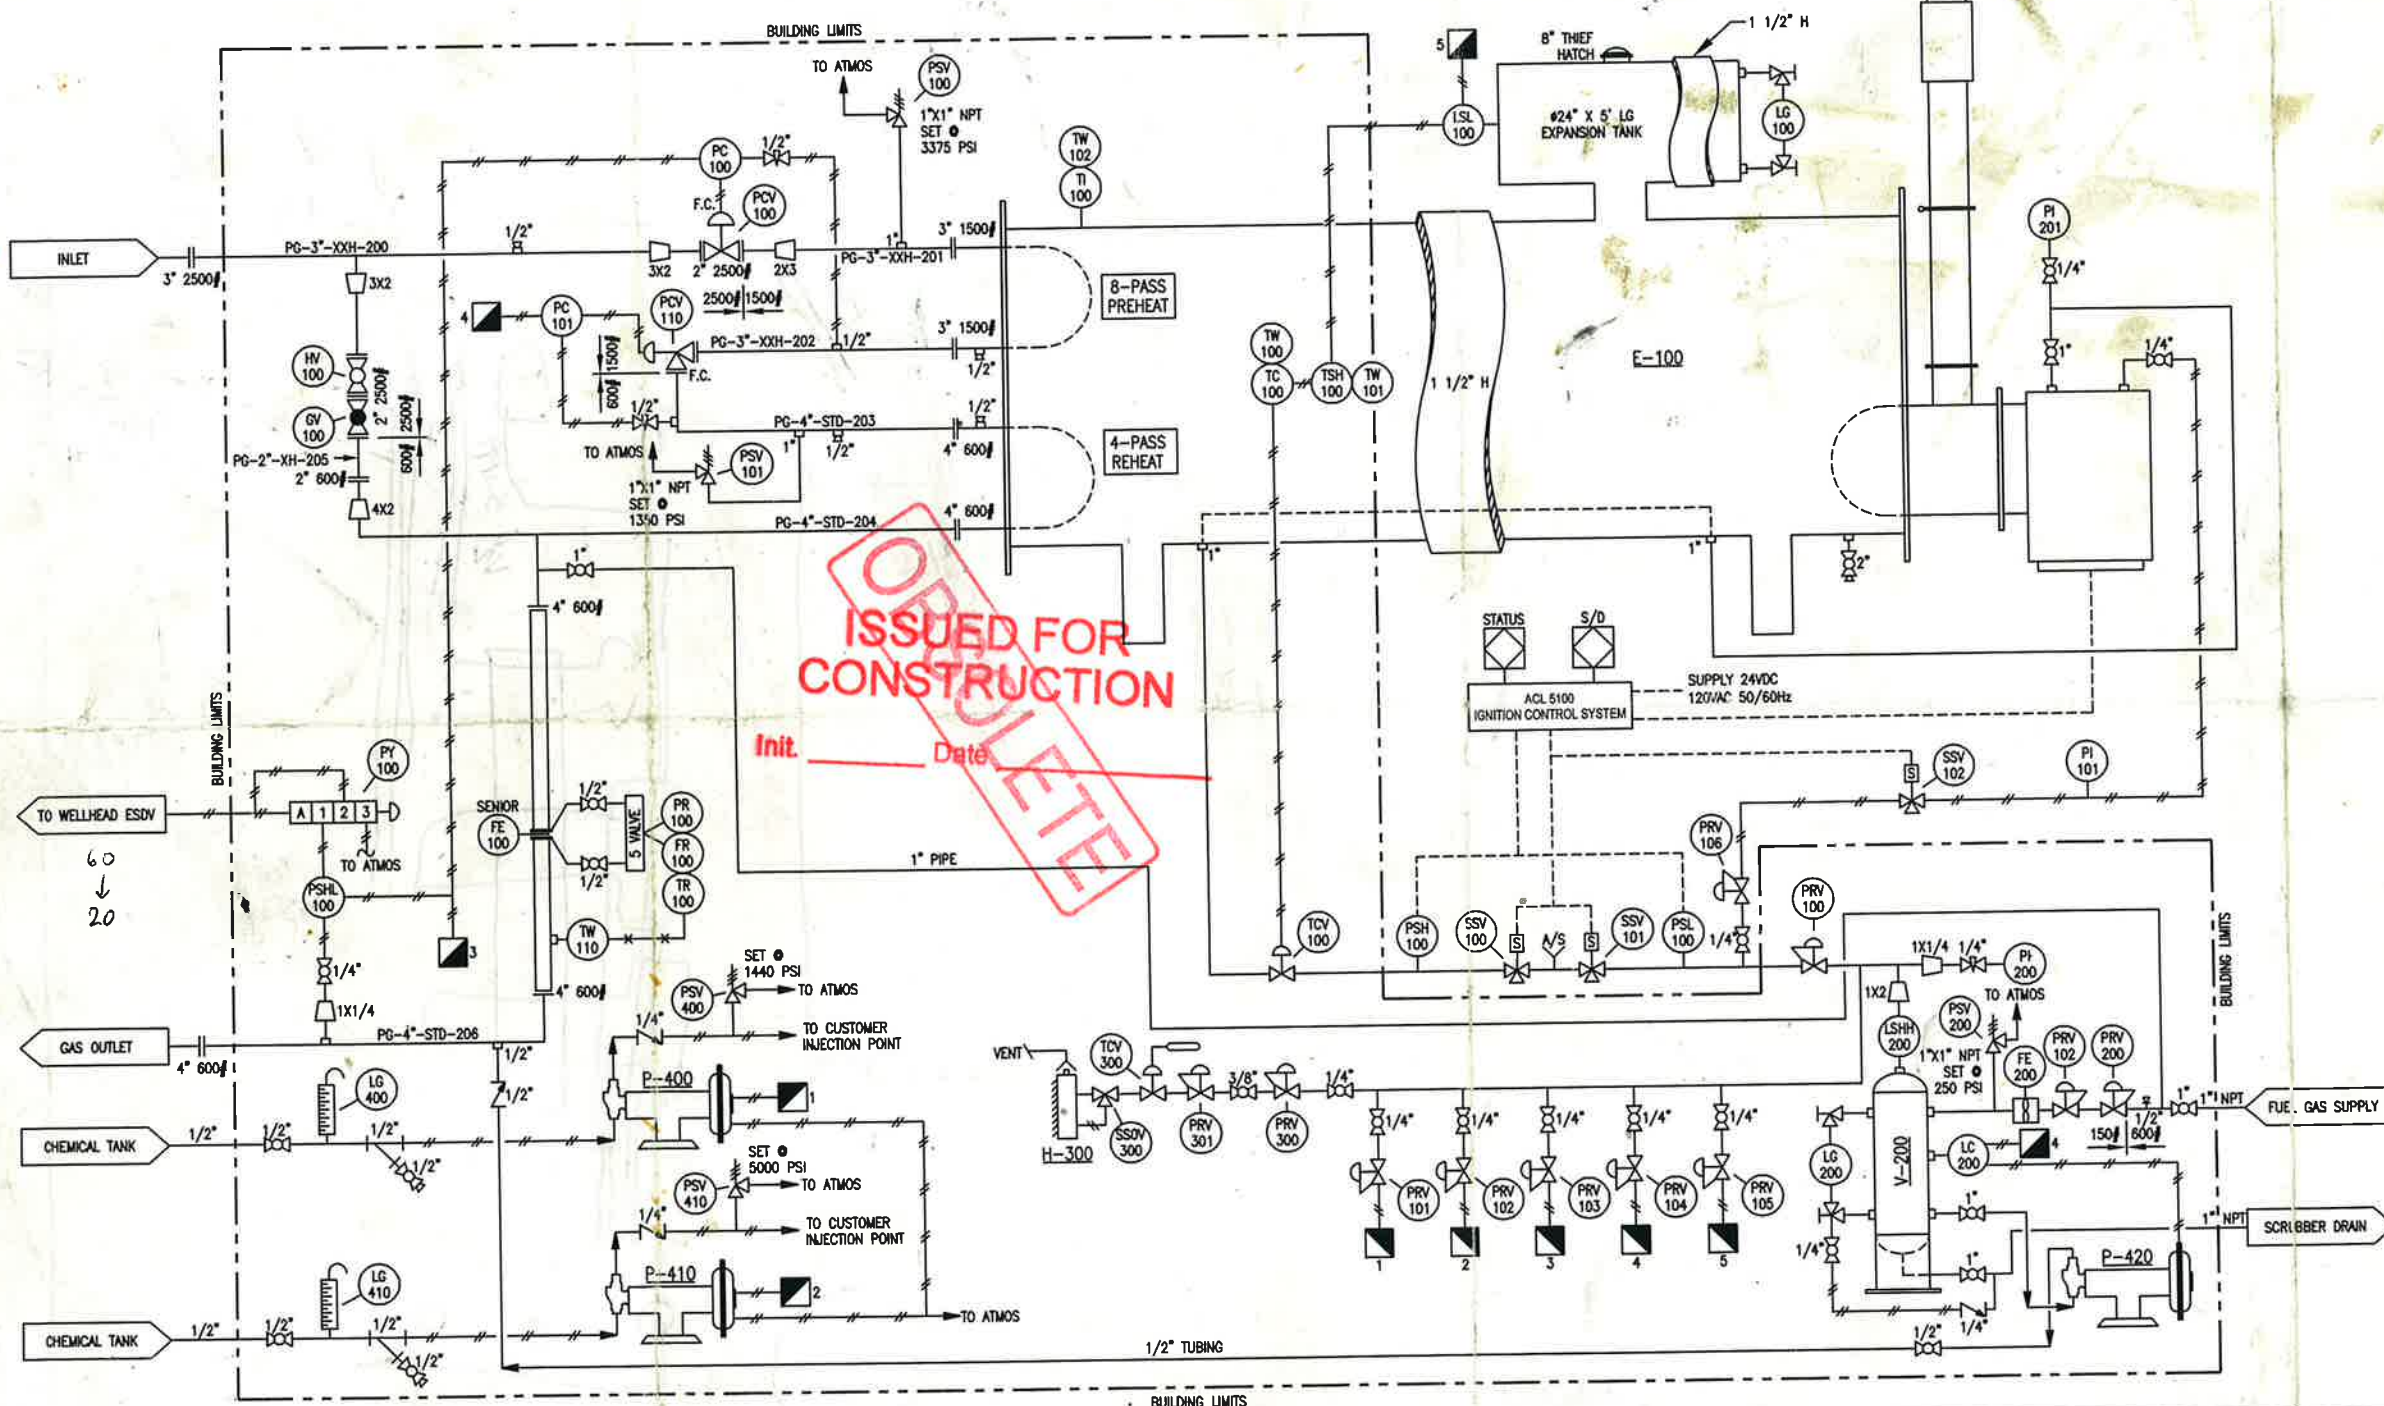 BUILDING LIMITS
TO ATMOS
PSV
100
1"X1" NPT
SET @
3375 PSI
5
8" THIEF
HATCH
1 1/2" H
LSL
100
ø24" X 5' LG
EXPANSION TANK
LG
100
PC
100
1/2"
TW
102
TI
100
F.C.
PCV
100
PI
201
1/4"
INLET
3" 2500#
PG-3"-XXH-200
1/2"
3X2
2" 2500#
2X3
1"
PG-3"-XXH-201
3" 1500#
3X2
2500#
1500#
8-PASS
PREHEAT
4
PC
101
PCV
110
PG-3"-XXH-202
1/2"
3" 1500#
1/2"
F.C.
1500#
600#
HV
100
2" 2500#
GV
100
2500#
600#
PG-2"-XH-205
2" 600#
4X2
1/2"
PG-4"-STD-203
1"
1/2"
1/2"
4" 600#
4-PASS
REHEAT
TO ATMOS
PSV
101
1"X1" NPT
SET @
1350 PSI
PG-4"-STD-204
4" 600#
TW
100
TC
100
TSH
100
TW
101
1 1/2" H
E-100
1"
1/4"
1"
1"
2"
1"
4" 600#
OBSOLETE
ISSUED FOR
CONSTRUCTION
Init.
Date
STATUS
S/D
ACL 5100
IGNITION CONTROL SYSTEM
SUPPLY 24VDC
120VAC 50/60Hz
BUILDING LIMITS
PY
100
TO WELLHEAD ESDV
A 1 2 3
TO ATMOS
60
↓
20
PSHL
100
3
1/4"
1X1/4
SENIOR
FE
100
1/2"
1/2"
5 VALVE
PR
100
FR
100
TR
100
TW
110
4" 600#
1" PIPE
S
SSV
102
PI
101
PRV
106
PRV
100
1/4"
TCV
100
PSH
100
SSV
100
S
A/S
S
SSV
101
PSL
100
1X1/4
1/4"
PI
200
BUILDING LIMITS
1X2
TO ATMOS
PSV
200
1"X1" NPT
SET @
250 PSI
LSHH
200
FE
200
PRV
102
PRV
200
1/2"
1"
1" NPT
FUEL GAS SUPPLY
150#
600#
GAS OUTLET
4" 600#
PG-4"-STD-206
1/2"
1/2"
SET @
1440 PSI
PSV
400
TO ATMOS
1/4"
TO CUSTOMER
INJECTION POINT
P-400
1
LG
400
CHEMICAL TANK
1/2"
1/2"
1/2"
1/2"
SET @
5000 PSI
PSV
410
TO ATMOS
1/4"
TO CUSTOMER
INJECTION POINT
P-410
2
TO ATMOS
LG
410
CHEMICAL TANK
1/2"
1/2"
1/2"
1/2"
VENT
H-300
SSOV
300
TCV
300
PRV
301
3/8"
PRV
300
1/4"
1/4"
1/4"
1/4"
1/4"
1/4"
PRV
101
PRV
102
PRV
103
PRV
104
PRV
105
1
2
3
4
5
LG
200
V-200
LC
200
4
1"
1/4"
1"
1/4"
1" NPT
SCRUBBER DRAIN
P-420
1/2"
1/2" TUBING
BUILDING LIMITS